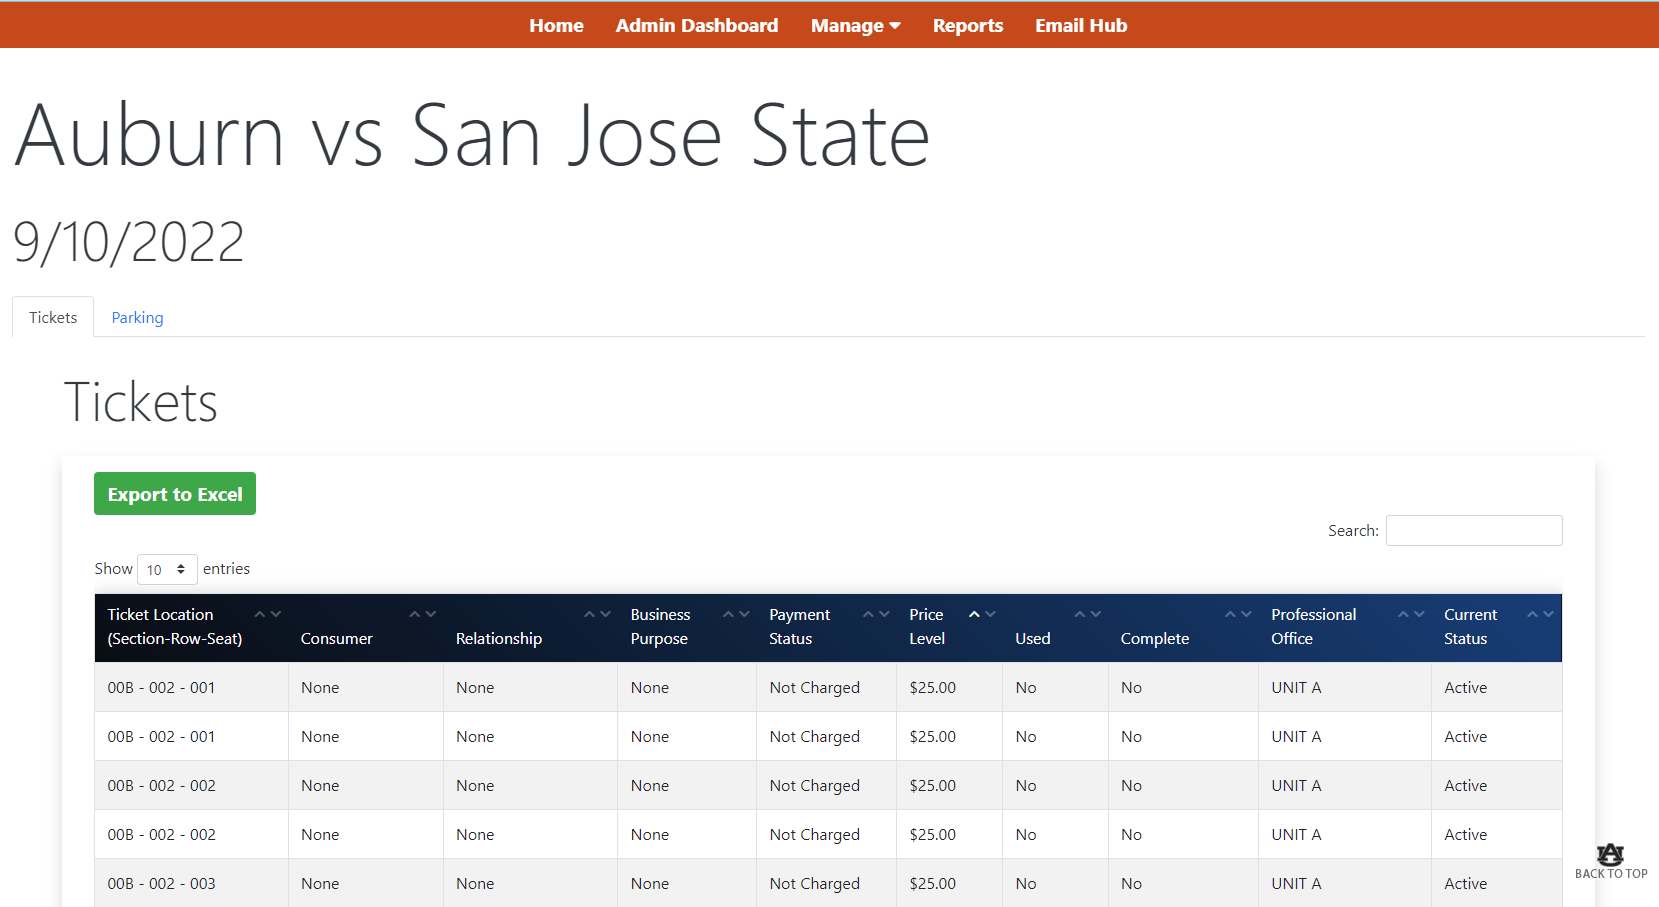 Home Admin Dashboard Manage Reports Email Hub
Auburn vs San Jose State
9/10/2022
Tickets Parking
Tickets
Export to Excel
Search:
Show 10 entries
Ticket Location (Section-Row-Seat) Consumer Relationship Business Purpose Payment Status Price Level Used Complete Professional Office Current Status
00B - 002 - 001 None None None Not Charged $25.00 No No UNIT A Active
00B - 002 - 001 None None None Not Charged $25.00 No No UNIT A Active
00B - 002 - 002 None None None Not Charged $25.00 No No UNIT A Active
00B - 002 - 002 None None None Not Charged $25.00 No No UNIT A Active
00B - 002 - 003 None None None Not Charged $25.00 No No UNIT A Active
AU
BACK TO TOP